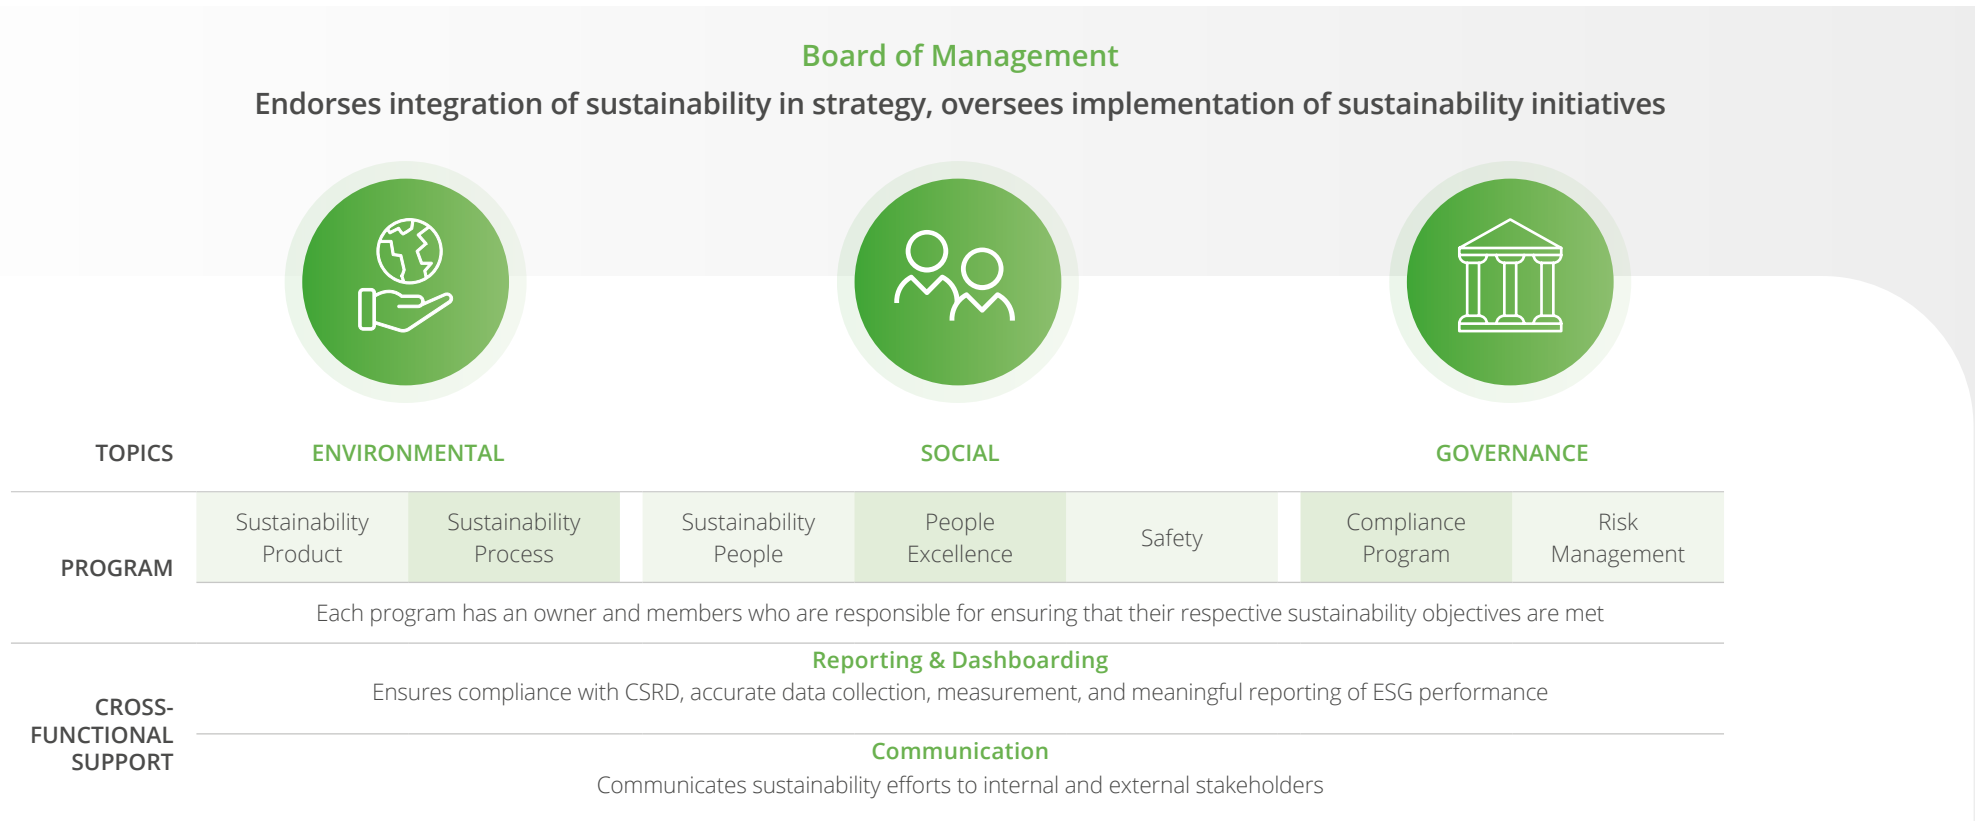 Board of Management
Endorses integration of sustainability in strategy, oversees implementation of sustainability initiatives
TOPICS
ENVIRONMENTAL
SOCIAL
GOVERNANCE
PROGRAM
Sustainability
Product
Sustainability
Process
Sustainability
People
People
Excellence
Safety
Compliance
Program
Risk
Management
Each program has an owner and members who are responsible for ensuring that their respective sustainability objectives are met
CROSS-
FUNCTIONAL
SUPPORT
Reporting & Dashboarding
Ensures compliance with CSRD, accurate data collection, measurement, and meaningful reporting of ESG performance
Communication
Communicates sustainability efforts to internal and external stakeholders